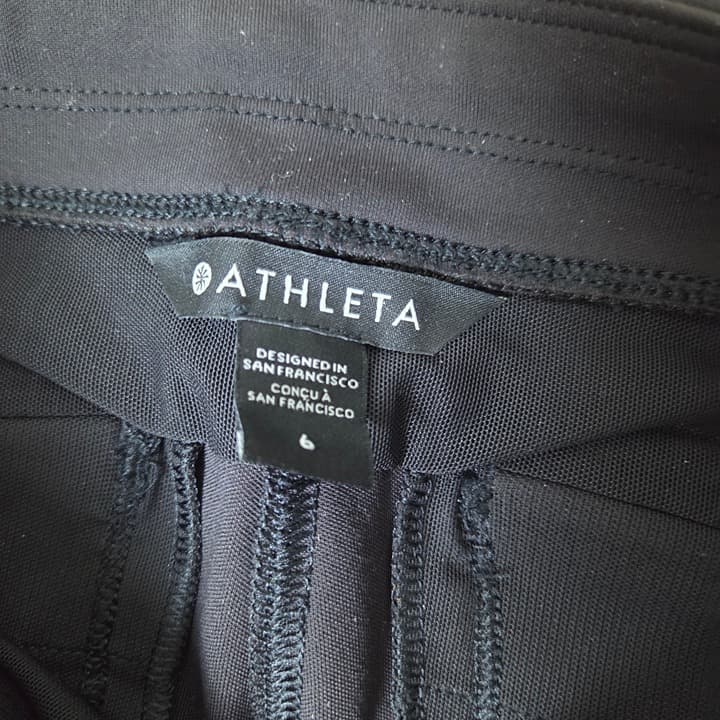 ATHLETA
DESIGNED IN
SAN FRANCISCO
CONÇU À
SAN FRANCISCO
6